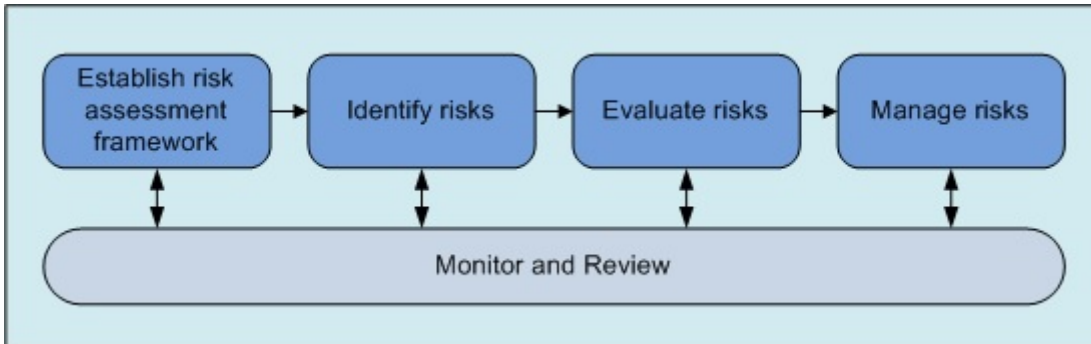 Establish risk
assessment
framework
Identify risks
Evaluate risks
Manage risks
Monitor and Review